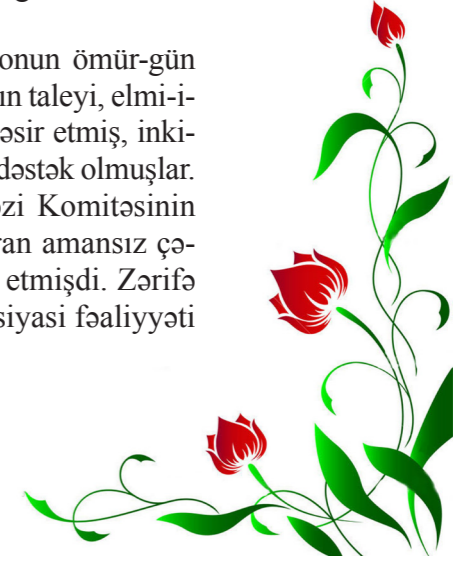 onun ömür-gün
ın taleyi, elmi-i-
əsir etmiş, inki-
dəstək olmuşlar.
əzi Komitəsinin
ran amansız çə-
etmişdi. Zərifə
siyasi fəaliyyəti